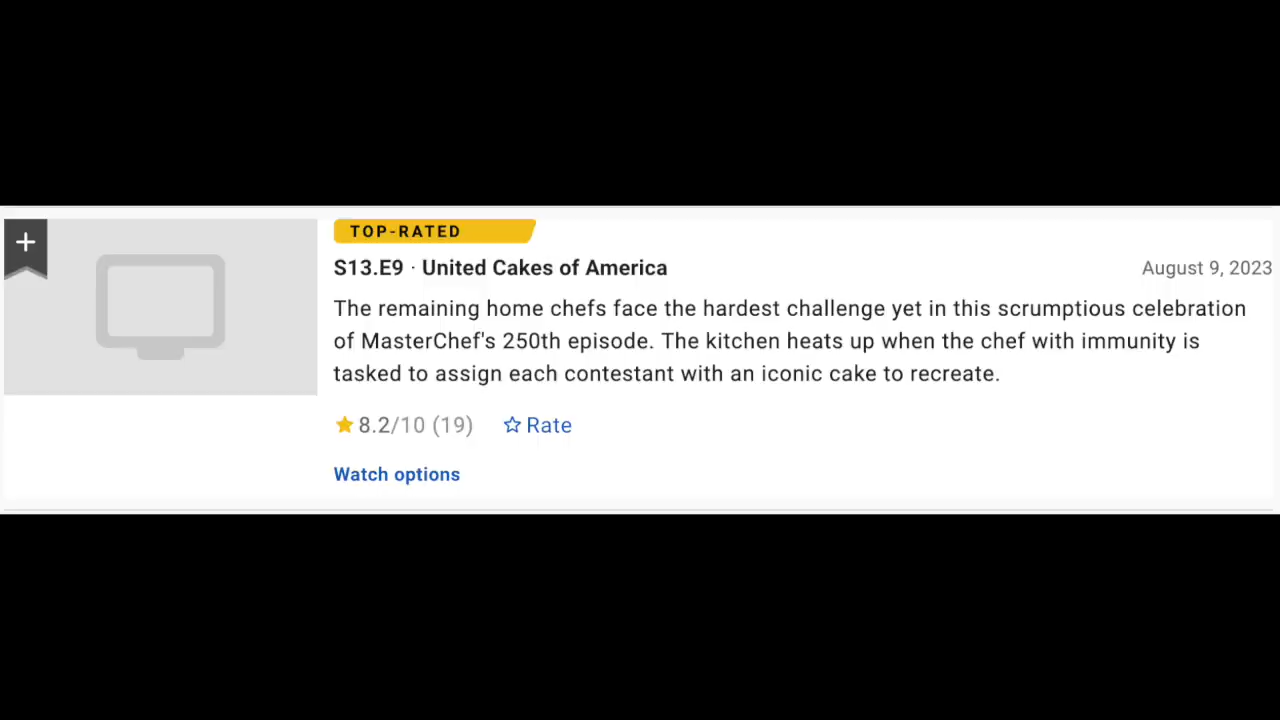 TOP-RATED
S13.E9 · United Cakes of America
August 9, 2023
The remaining home chefs face the hardest challenge yet in this scrumptious celebration
of MasterChef's 250th episode. The kitchen heats up when the chef with immunity is
tasked to assign each contestant with an iconic cake to recreate.
8.2/10 (19) Rate
Watch options